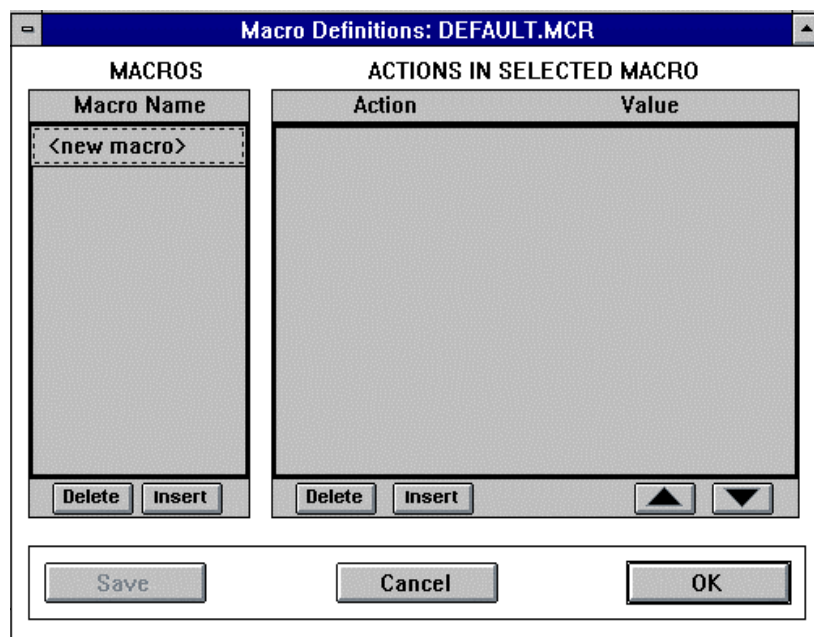 Macro Definitions: DEFAULT.MCR
MACROS
ACTIONS IN SELECTED MACRO
Macro Name
Action
Value
<new macro>
Delete
Insert
Delete
Insert
Save
Cancel
OK